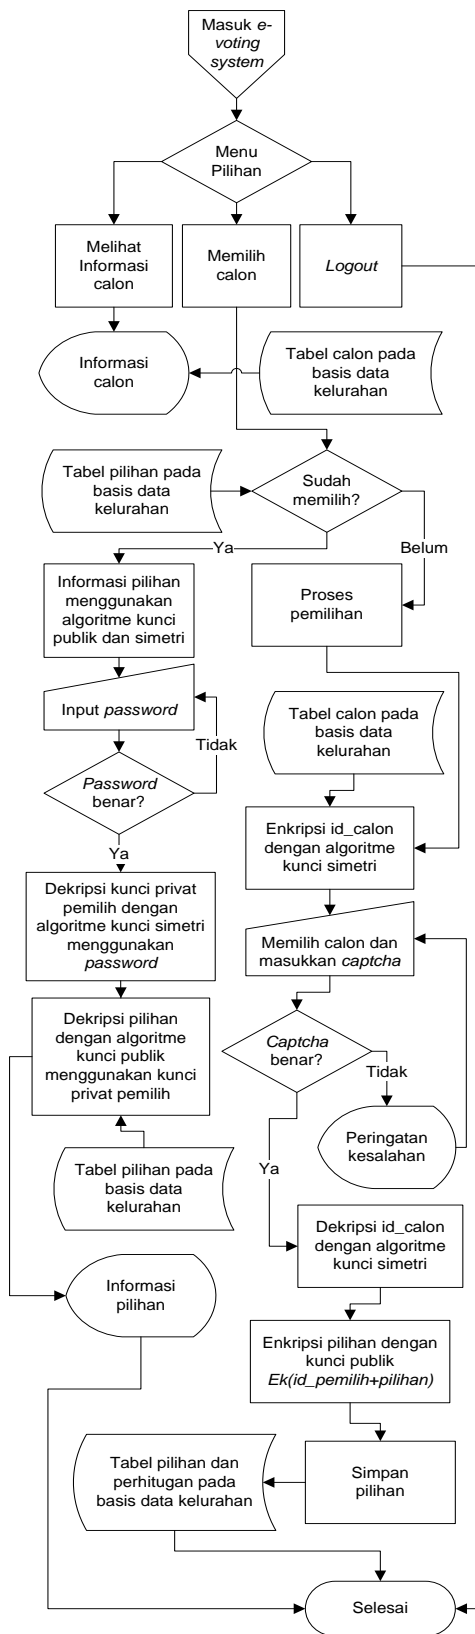 Masuk e-
voting
system
Menu
Pilihan
Melihat
Informasi
calon
Memilih
calon
Logout
Informasi
calon
Tabel calon pada
basis data
kelurahan
Tabel pilihan pada
basis data
kelurahan
Sudah
memilih?
Ya
Belum
Informasi pilihan
menggunakan
algoritme kunci
publik dan simetri
Proses
pemilihan
Input password
Tidak
Tabel calon pada
basis data
kelurahan
Password
benar?
Ya
Enkripsi id_calon
dengan algoritme
kunci simetri
Dekripsi kunci privat
pemilih dengan
algoritme kunci simetri
menggunakan
password
Memilih calon dan
masukkan captcha
Dekripsi pilihan
dengan algoritme
kunci publik
menggunakan kunci
privat pemilih
Captcha
benar?
Tidak
Peringatan
kesalahan
Ya
Tabel pilihan pada
basis data
kelurahan
Dekripsi id_calon
dengan algoritme
kunci simetri
Informasi
pilihan
Enkripsi pilihan dengan
kunci publik
Ek(id_pemilih+pilihan)
Tabel pilihan dan
perhitugan pada
basis data kelurahan
Simpan
pilihan
Selesai